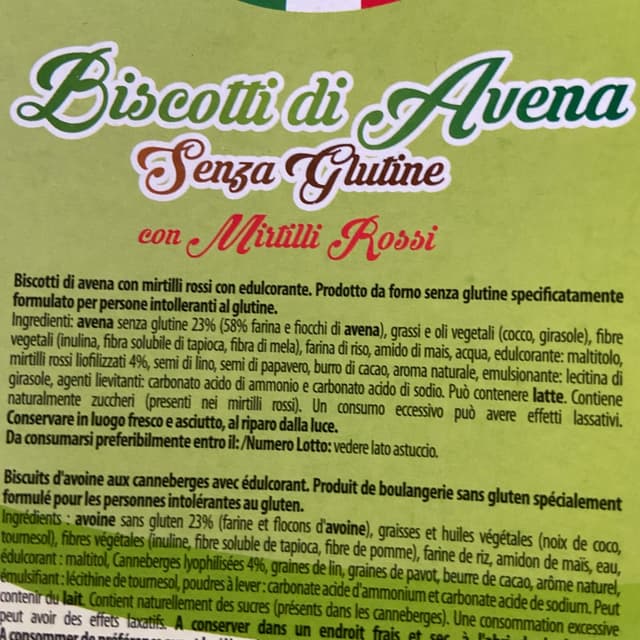 Biscotti di Avena
Senza Glutine
con Mirtilli Rossi
Biscotti di avena con mirtilli rossi con edulcorante. Prodotto da forno senza glutine specificatamente
formulato per persone intolleranti al glutine.
Ingredienti: avena senza glutine 23% (58% farina e fiocchi di avena), grassi e oli vegetali (cocco, girasole), fibre
vegetali (inulina, fibra solubile di tapioca, fibra di mela), farina di riso, amido di mais, acqua, edulcorante: maltitolo,
mirtilli rossi liofilizzati 4%, semi di lino, semi di papavero, burro di cacao, aroma naturale, emulsionante: lecitina di
girasole, agenti lievitanti: carbonato acido di ammonio e carbonato acido di sodio. Può contenere latte. Contiene
naturalmente zuccheri (presenti nei mirtilli rossi). Un consumo eccessivo può avere effetti lassativi.
Conservare in luogo fresco e asciutto, al riparo dalla luce.
Da consumarsi preferibilmente entro il: /Numero Lotto: vedere lato astuccio.
Biscuits d'avoine aux canneberges avec édulcorant. Produit de boulangerie sans gluten spécialement
formulé pour les personnes intolérantes au gluten.
Ingrédients : avoine sans gluten 23% (farine et flocons d'avoine), graisses et huiles végétales (noix de coco,
tournesol), fibres végétales (inuline, fibre soluble de tapioca, fibre de pomme), farine de riz, amidon de maïs, eau,
édulcorant : maltitol, Canneberges lyophilisées 4%, graines de lin, graines de pavot, beurre de cacao, arôme naturel,
émulsifiant : lécithine de tournesol, poudres à lever : carbonate acide d'ammonium et carbonate acide de sodium. Peut
contenir du lait. Contient naturellement des sucres (présents dans les canneberges). Une consommation excessive
peut avoir des effets laxatifs. A conserver dans un endroit frais et sec, à l'abri de
A consommer de préférence